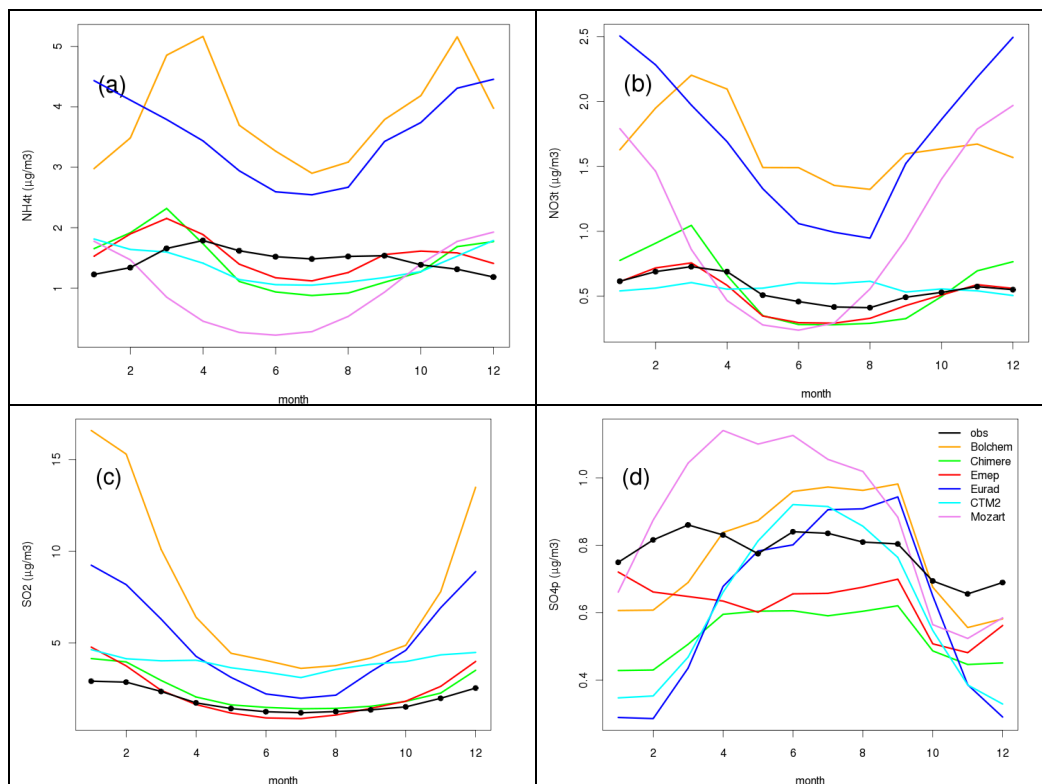 (a)
NH4t (μg/m3)
5
4
3
2
1
2 4 6 8 10 12
month
(b)
NO3t (μg/m3)
2.5
2.0
1.5
1.0
0.5
2 4 6 8 10 12
month
(c)
SO2 (μg/m3)
15
10
5
2 4 6 8 10 12
month
(d)
SO4p (μg/m3)
1.0
0.8
0.6
0.4
2 4 6 8 10 12
month
obs
Bolchem
Chimere
Emep
Eurad
CTM2
Mozart